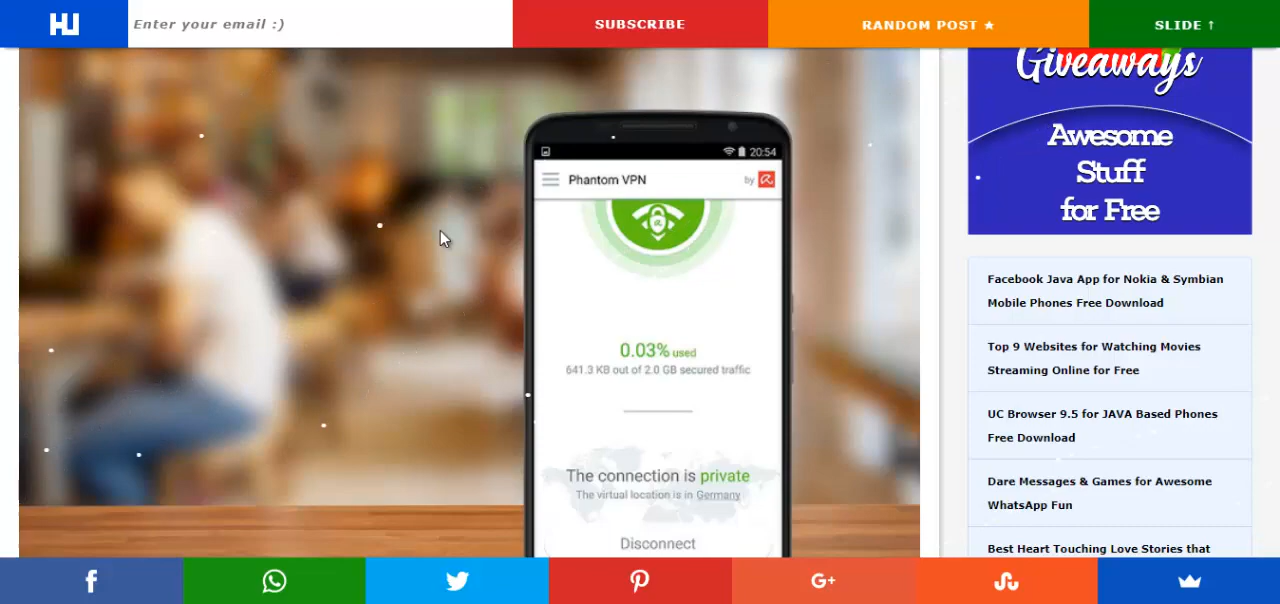 HU
Enter your email :)
SUBSCRIBE
RANDOM POST ★
SLIDE ↑
20:54
Phantom VPN
by
0.03% used
641.3 KB out of 2.0 GB secured traffic
The connection is private
The virtual location is in Germany
Disconnect
Giveaways
Awesome
Stuff
for Free
Facebook Java App for Nokia & Symbian
Mobile Phones Free Download
Top 9 Websites for Watching Movies
Streaming Online for Free
UC Browser 9.5 for JAVA Based Phones
Free Download
Dare Messages & Games for Awesome
WhatsApp Fun
Best Heart Touching Love Stories that
f
G+